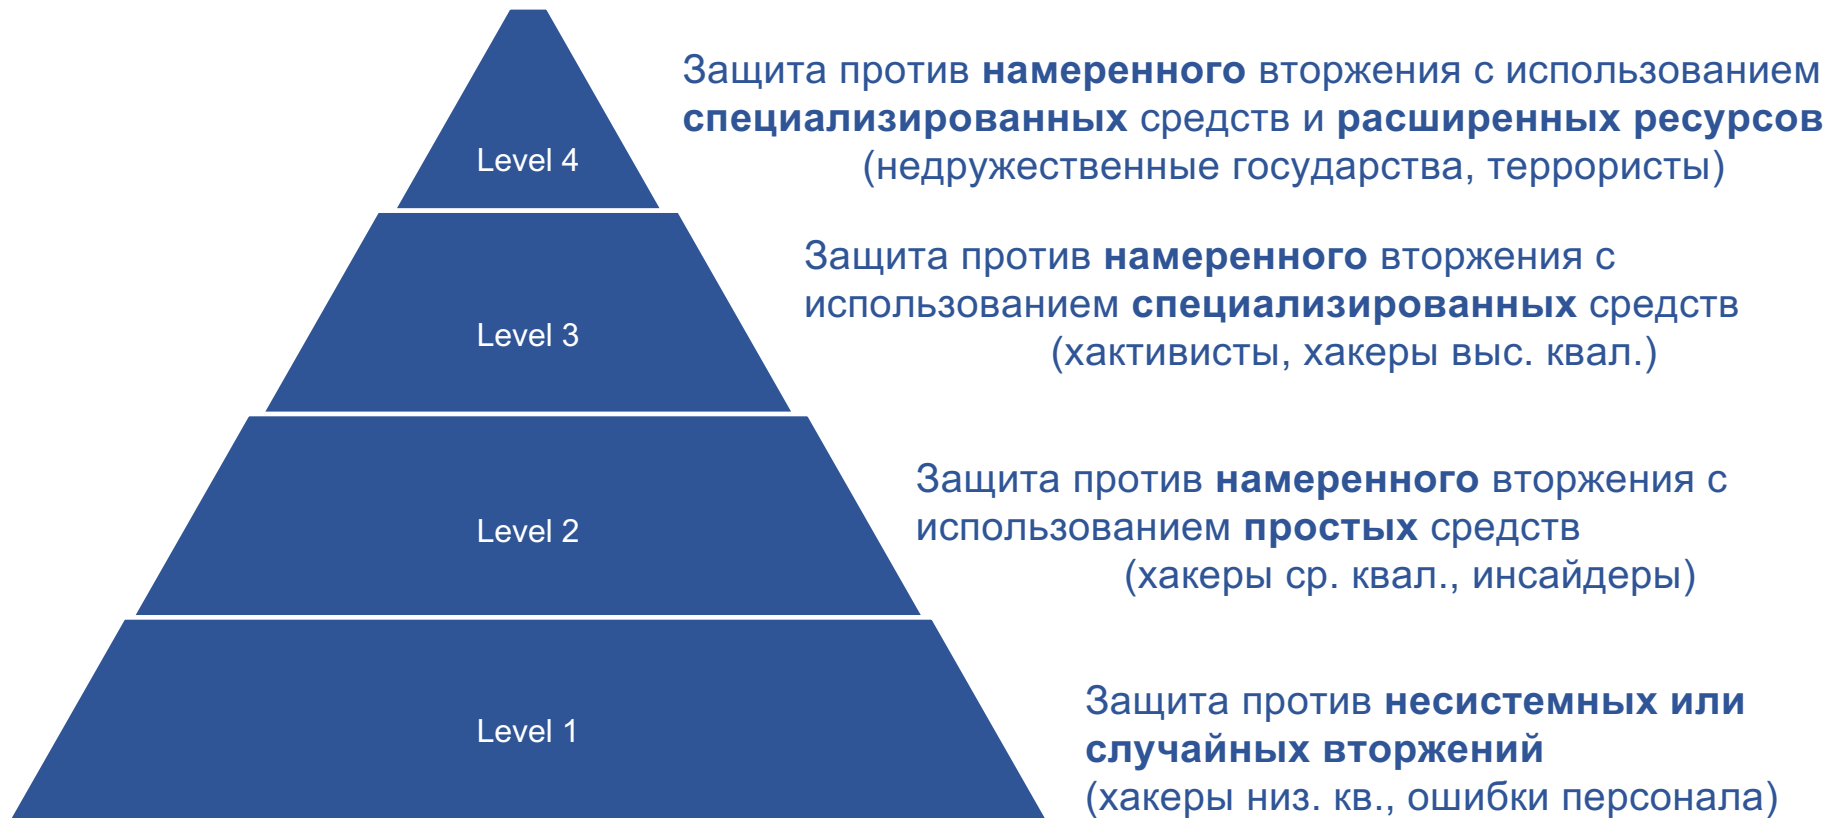 Защита против намеренного вторжения с использованием
специализированных средств и расширенных ресурсов
(недружественные государства, террористы)
Level 4
Защита против намеренного вторжения с
использованием специализированных средств
(хактивисты, хакеры выс. квал.)
Level 3
Защита против намеренного вторжения с
использованием простых средств
(хакеры ср. квал., инсайдеры)
Level 2
Защита против несистемных или
случайных вторжений
(хакеры низ. кв., ошибки персонала)
Level 1